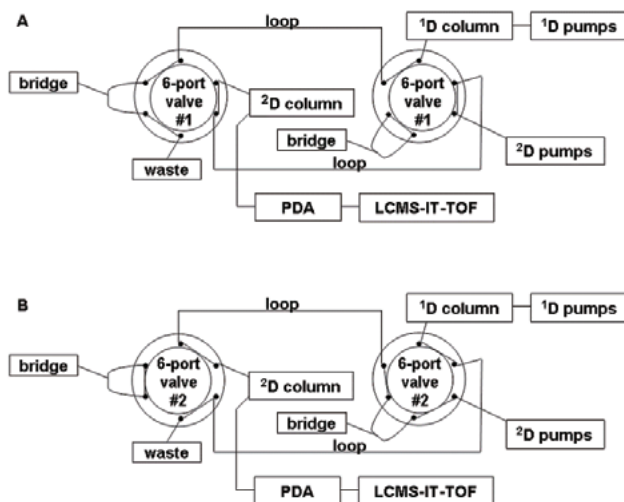 A
loop
¹D column
¹D pumps
bridge
6-port
valve
#1
²D column
6-port
valve
#1
bridge
waste
loop
²D pumps
PDA
LCMS-IT-TOF
B
loop
¹D column
¹D pumps
bridge
6-port
valve
#2
²D column
6-port
valve
#2
bridge
waste
loop
²D pumps
PDA
LCMS-IT-TOF